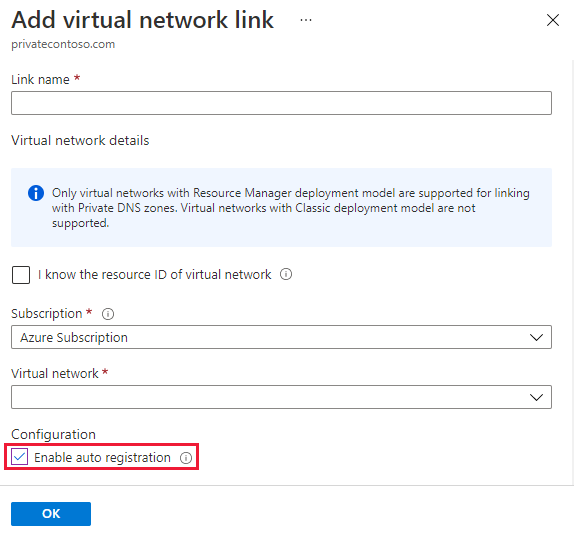 Add virtual network link ...
privatecontoso.com
Link name *
Virtual network details
Only virtual networks with Resource Manager deployment model are supported for linking
with Private DNS zones. Virtual networks with Classic deployment model are not
supported.
I know the resource ID of virtual network
Subscription *
Azure Subscription
Virtual network *
Configuration
Enable auto registration
OK